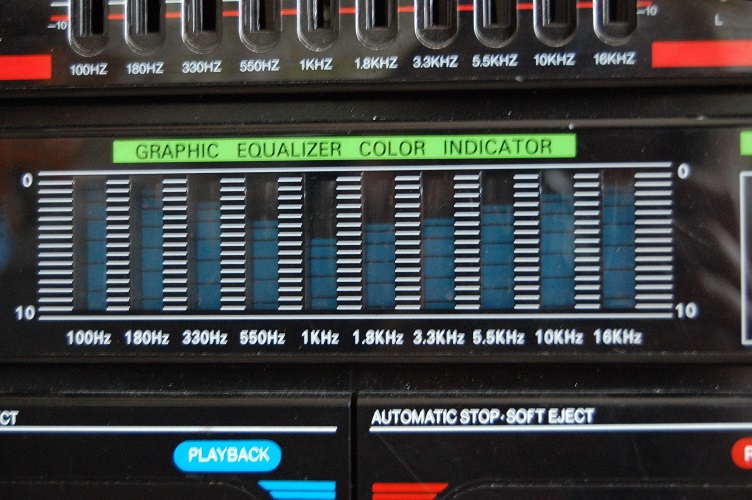 -10 -10 L
100HZ 180HZ 330HZ 550HZ 1KHZ 1.8KHZ 3.3KHZ 5.5KHZ 10KHZ 16KHZ
GRAPHIC EQUALIZER COLOR INDICATOR
0 0
10 10
100Hz 180Hz 330Hz 550Hz 1KHz 1.8KHz 3.3KHz 5.5KHz 10KHz 16KHz
CT AUTOMATIC STOP·SOFT EJECT
PLAYBACK